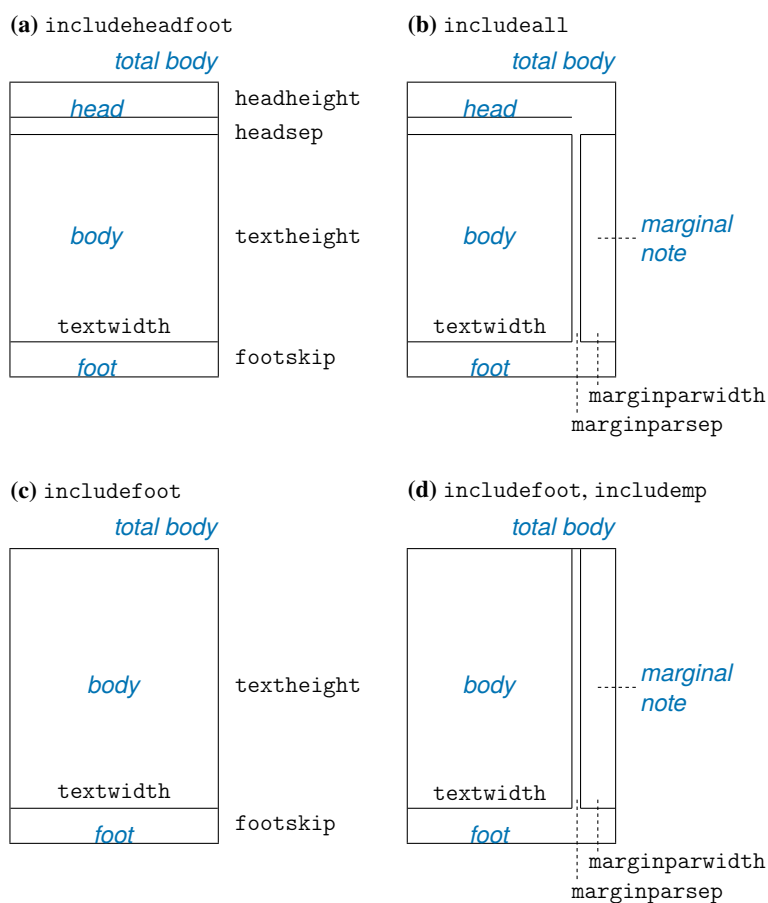 (a) includeheadfoot
total body
head
headheight
headsep
body
textheight
textwidth
foot
footskip
(b) includeall
total body
head
body
marginal
note
textwidth
foot
marginparwidth
marginparsep
(c) includefoot
total body
body
textheight
textwidth
foot
footskip
(d) includefoot, includemp
total body
body
marginal
note
textwidth
foot
marginparwidth
marginparsep